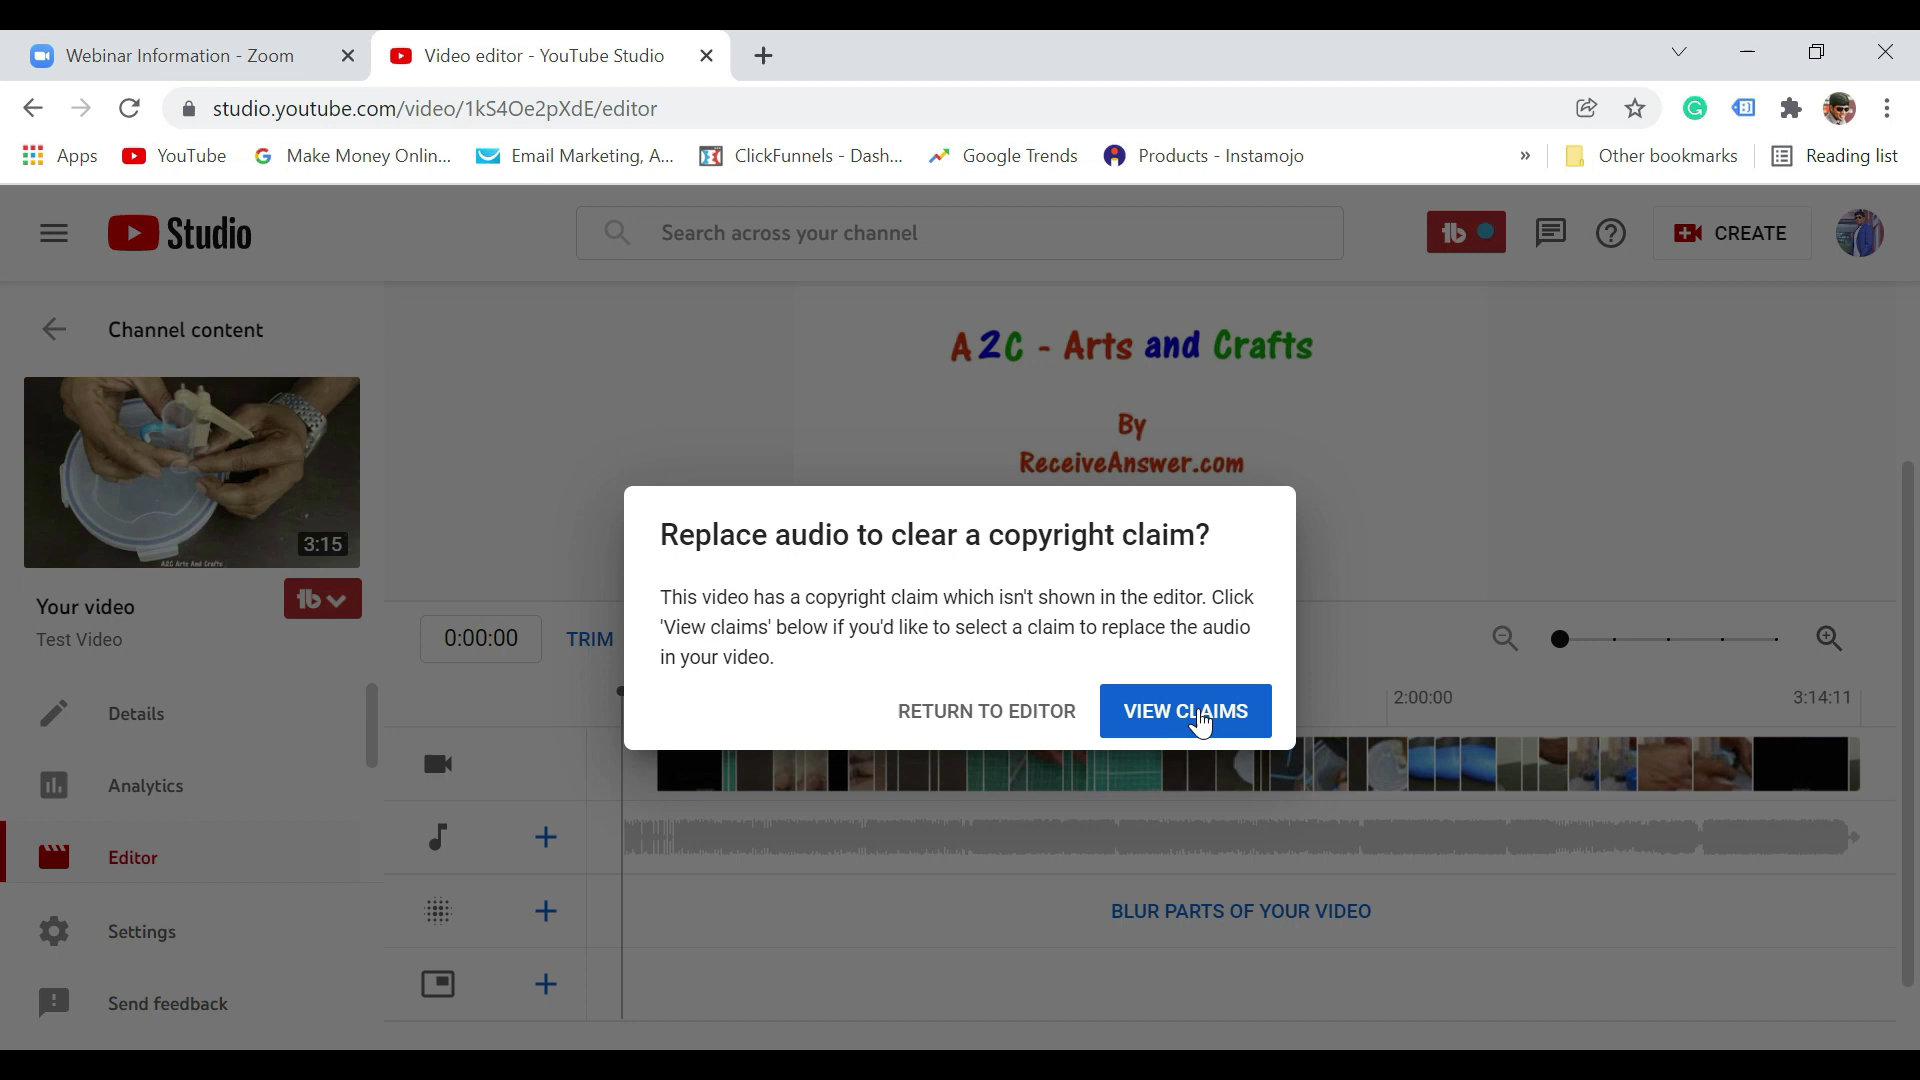 Webinar Information - Zoom
Video editor - YouTube Studio
studio.youtube.com/video/1kS4Oe2pXdE/editor
Apps
YouTube
Make Money Onlin...
Email Marketing, A...
ClickFunnels - Dash...
Google Trends
Products - Instamojo
»
Other bookmarks
Reading list
Studio
Search across your channel
CREATE
Channel content
A2C - Arts and Crafts
By
ReceiveAnswer.com
3:15
A2C Arts And Crafts
Your video
Test Video
Replace audio to clear a copyright claim?
This video has a copyright claim which isn't shown in the editor. Click
'View claims' below if you'd like to select a claim to replace the audio
in your video.
RETURN TO EDITOR
VIEW CLAIMS
0:00:00
TRIM
2:00:00
3:14:11
Details
Analytics
Editor
Settings
Send feedback
BLUR PARTS OF YOUR VIDEO